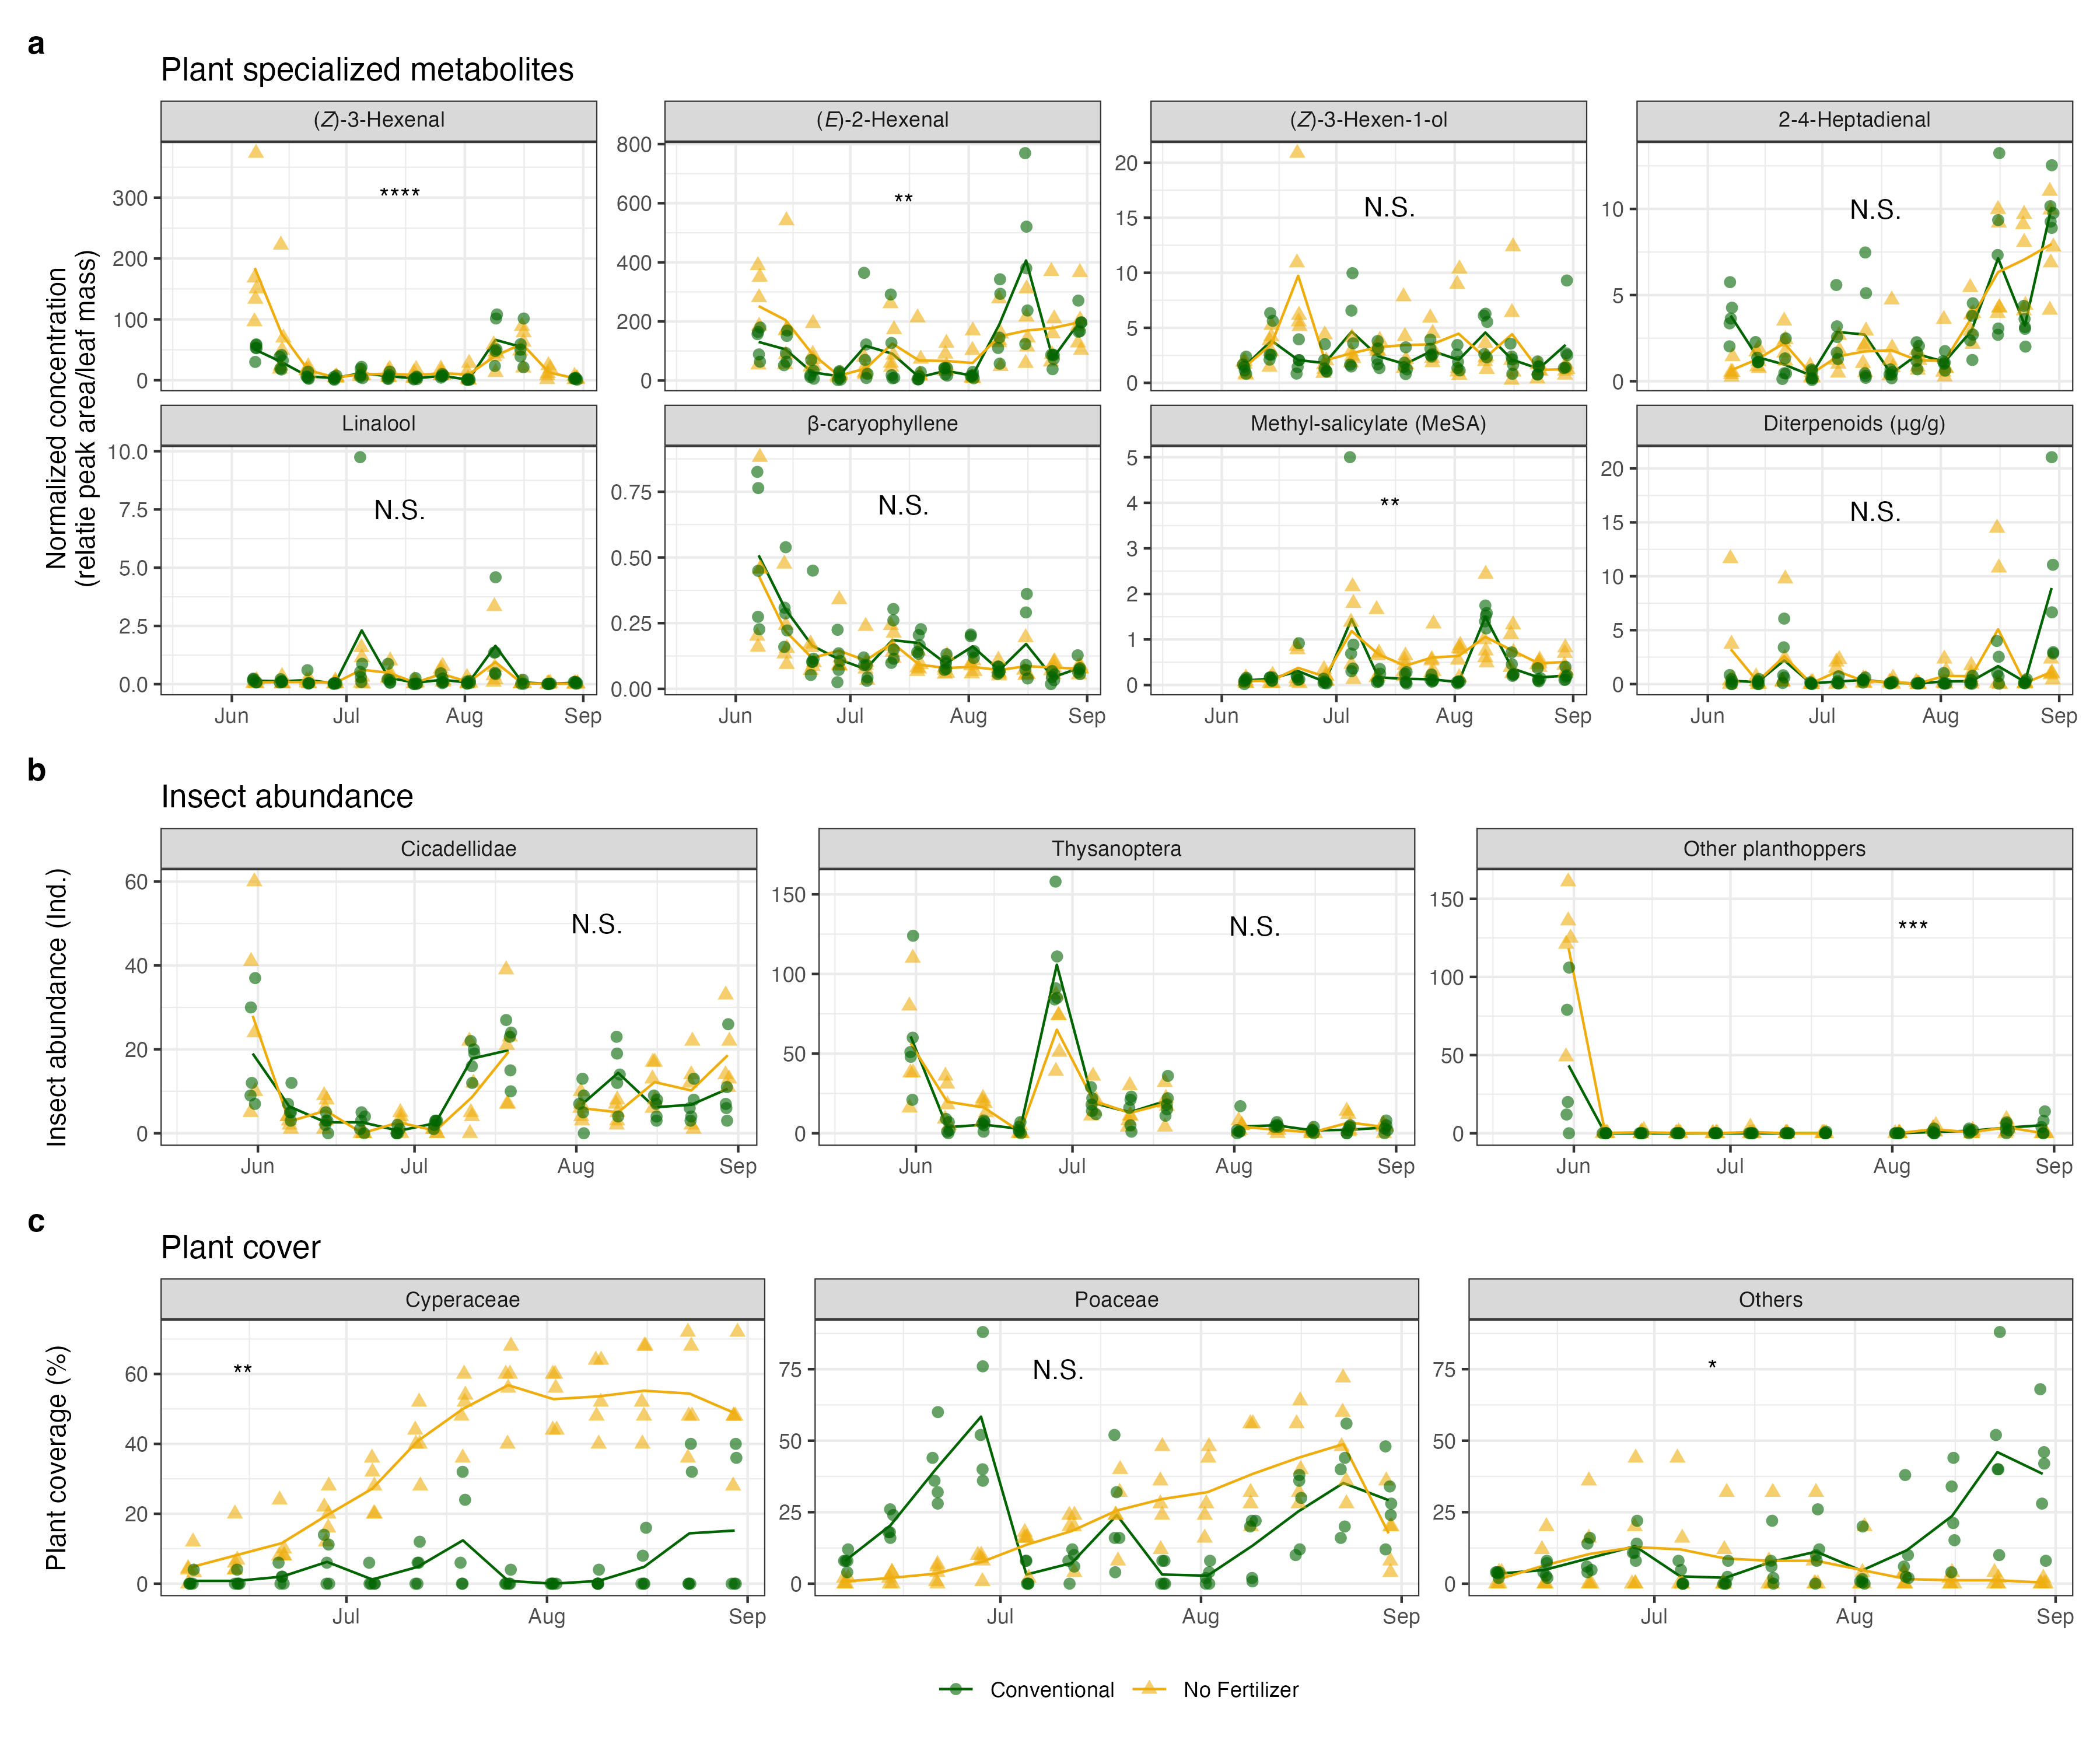 a
Plant specialized metabolites
(Z)-3-Hexenal
(E)-2-Hexenal
(Z)-3-Hexen-1-ol
2-4-Heptadienal
Normalized concentration
(relatie peak area/leaf mass)
300
200
100
0
****
800
600
400
200
0
**
20
15
10
5
0
N.S.
10
5
0
N.S.
Linalool
β-caryophyllene
Methyl-salicylate (MeSA)
Diterpenoids (μg/g)
10.0
7.5
5.0
2.5
0.0
N.S.
0.75
0.50
0.25
0.00
N.S.
5
4
3
2
1
0
**
20
15
10
5
0
N.S.
Jun Jul Aug Sep
Jun Jul Aug Sep
Jun Jul Aug Sep
Jun Jul Aug Sep
b
Insect abundance
Cicadellidae
Thysanoptera
Other planthoppers
Insect abundance (Ind.)
60
40
20
0
N.S.
150
100
50
0
N.S.
150
100
50
0
***
Jun Jul Aug Sep
Jun Jul Aug Sep
Jun Jul Aug Sep
c
Plant cover
Cyperaceae
Poaceae
Others
Plant coverage (%)
60
40
20
0
**
75
50
25
0
N.S.
75
50
25
0
*
Jul Aug Sep
Jul Aug Sep
Jul Aug Sep
Conventional No Fertilizer